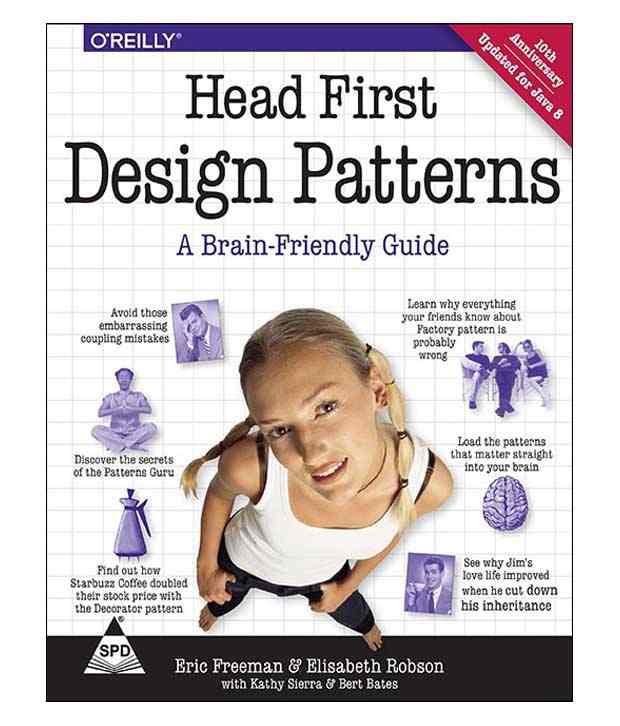 O'REILLY®
10th
Anniversary
Updated for Java 8
Head First
Design Patterns
A Brain-Friendly Guide
Avoid those
embarrassing
coupling mistakes
Learn why everything
your friends know about
Factory pattern is
probably
wrong
Discover the secrets
of the Patterns Guru
Load the patterns
that matter straight
into your brain
Find out how
Starbuzz Coffee doubled
their stock price with
the Decorator pattern
See why Jim's
love life improved
when he cut down
his inheritance
®
SPD
Eric Freeman & Elisabeth Robson
with Kathy Sierra & Bert Bates